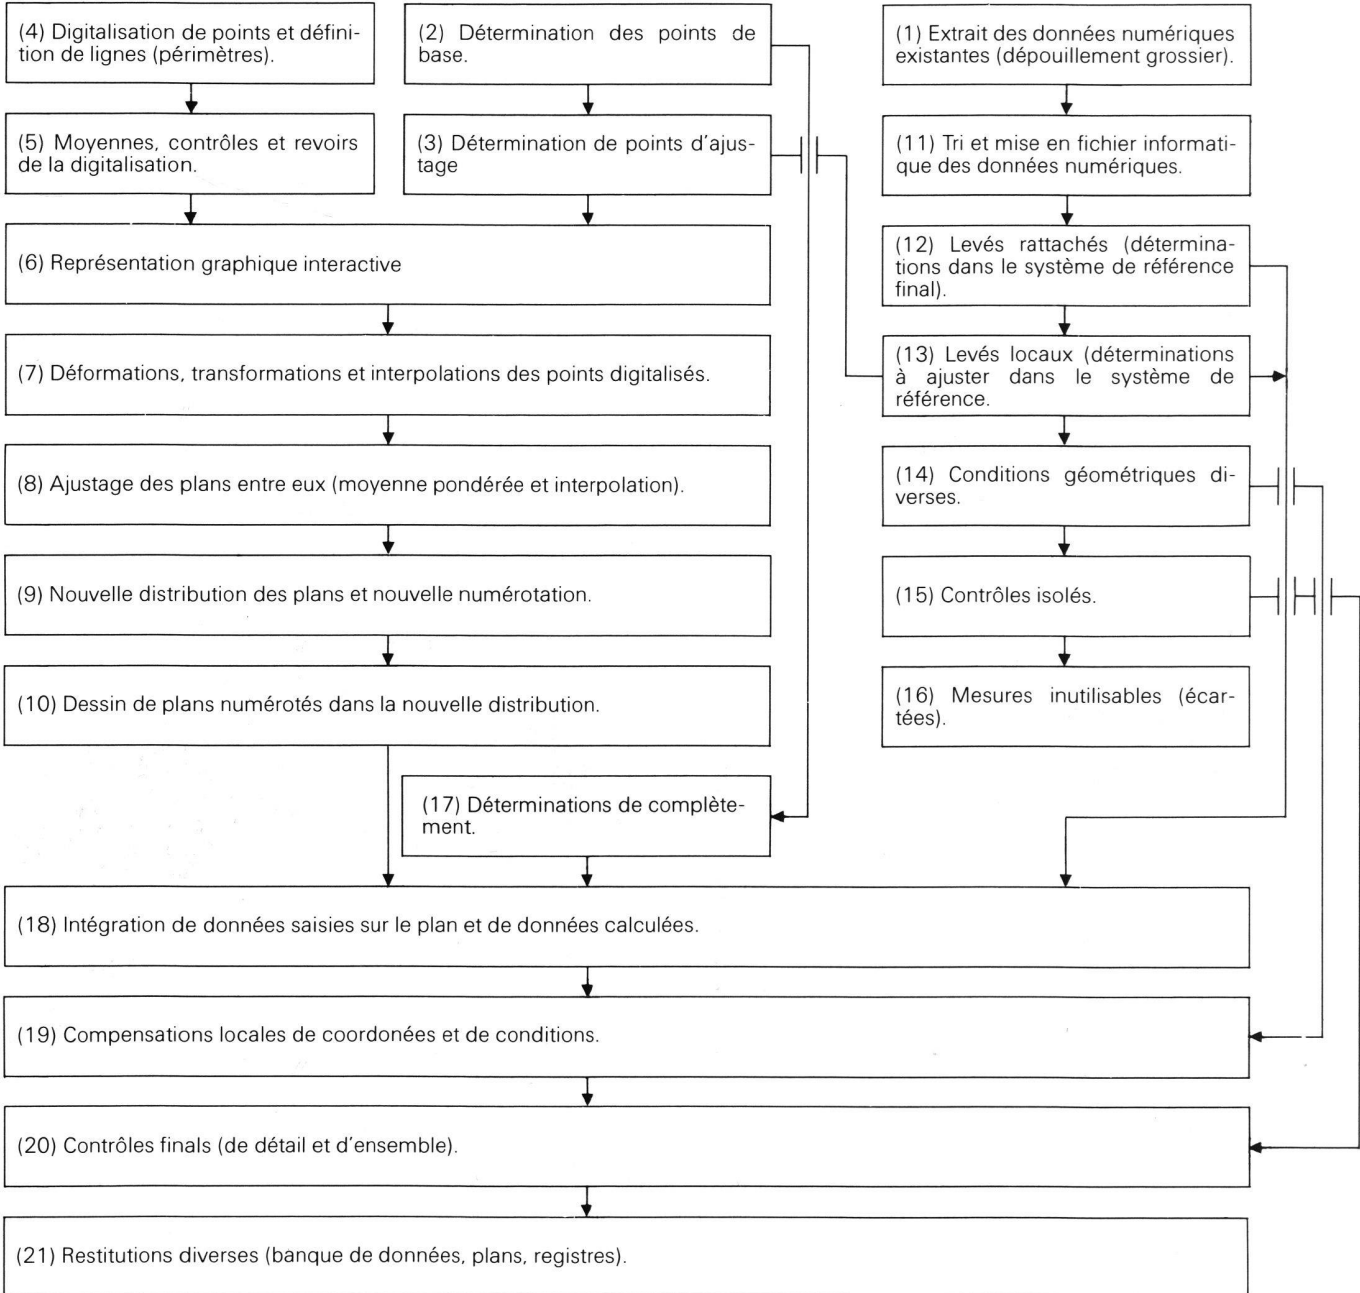 (4) Digitalisation de points et défini-
tion de lignes (périmètres).
(2) Détermination des points de
base.
(1) Extrait des données numériques
existantes (dépouillement grossier).
(5) Moyennes, contrôles et revoirs
de la digitalisation.
(3) Détermination de points d'ajus-
tage
(11) Tri et mise en fichier informati-
que des données numériques.
(6) Représentation graphique interactive
(12) Levés rattachés (détermina-
tions dans le système de référence
final).
(7) Déformations, transformations et interpolations des points digitalisés.
(13) Levés locaux (déterminations
à ajuster dans le système de
référence.
(8) Ajustage des plans entre eux (moyenne pondérée et interpolation).
(14) Conditions géométriques di-
verses.
(9) Nouvelle distribution des plans et nouvelle numérotation.
(15) Contrôles isolés.
(10) Dessin de plans numérotés dans la nouvelle distribution.
(16) Mesures inutilisables (écar-
tées).
(17) Déterminations de complète-
ment.
(18) Intégration de données saisies sur le plan et de données calculées.
(19) Compensations locales de coordonées et de conditions.
(20) Contrôles finals (de détail et d'ensemble).
(21) Restitutions diverses (banque de données, plans, registres).